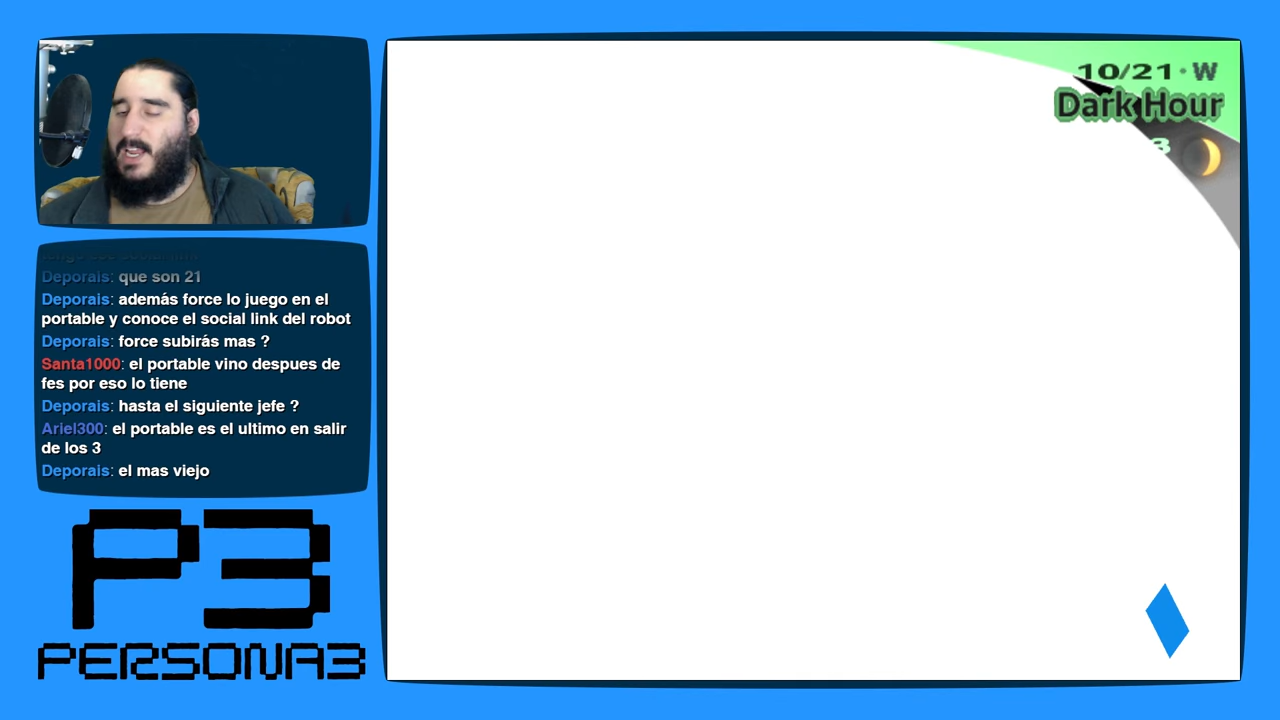 10/21・W
Dark Hour
3
Deporais: que son 21
Deporais: además force lo juego en el
portable y conoce el social link del robot
Deporais: force subirás mas ?
Santa1000: el portable vino despues de
fes por eso lo tiene
Deporais: hasta el siguiente jefe ?
Ariel300: el portable es el ultimo en salir
de los 3
Deporais: el mas viejo
P3
PERSONA3